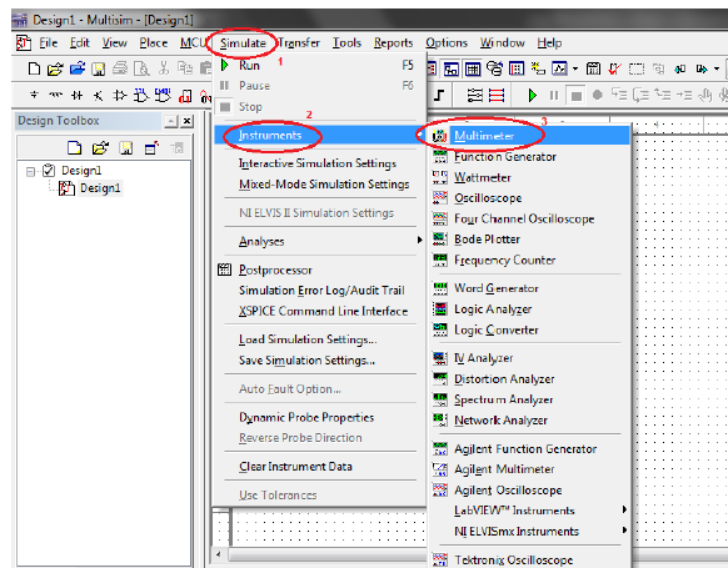 Design1 - Multisim - [Design1]
File Edit View Place MCU Simulate Transfer Tools Reports Options Window Help
1
Run F5
Pause F6
Stop
2
Instruments
Interactive Simulation Settings
Mixed-Mode Simulation Settings
NI ELVIS II Simulation Settings
Analyses
Postprocessor
Simulation Error Log/Audit Trail
XSPICE Command Line Interface
Load Simulation Settings...
Save Simulation Settings...
Auto Fault Option...
Dynamic Probe Properties
Reverse Probe Direction
Clear Instrument Data
Use Tolerances
Design Toolbox
Design1
Design1
3
Multimeter
Function Generator
Wattmeter
Oscilloscope
Four Channel Oscilloscope
Bode Plotter
Frequency Counter
Word Generator
Logic Analyzer
Logic Converter
IV Analyzer
Distortion Analyzer
Spectrum Analyzer
Network Analyzer
Agilent Function Generator
Agilent Multimeter
Agilent Oscilloscope
LabVIEW™ Instruments
NI ELVISmx Instruments
Tektronix Oscilloscope